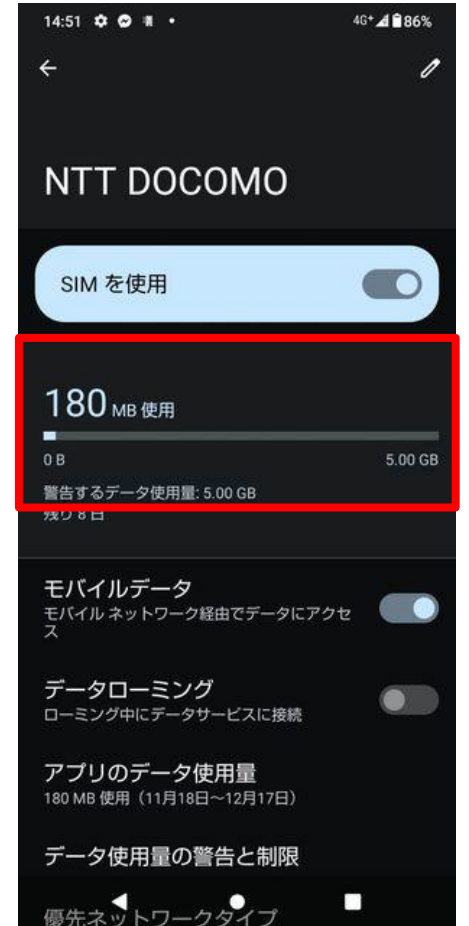 14:51 4G+ 86%
NTT DOCOMO
SIM を使用
180 MB 使用
0 B 5.00 GB
警告するデータ使用量: 5.00 GB
残り 8 日
モバイルデータ
モバイル ネットワーク経由でデータにアクセ
ス
データローミング
ローミング中にデータサービスに接続
アプリのデータ使用量
180 MB 使用（11月18日～12月17日）
データ使用量の警告と制限
優先ネットワークタイプ